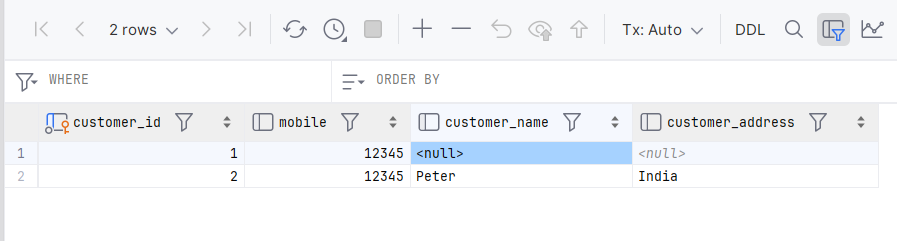 2 rows Tx: Auto DDL
WHERE ORDER BY
customer_id mobile customer_name customer_address
1 1 12345 <null> <null>
2 2 12345 Peter India